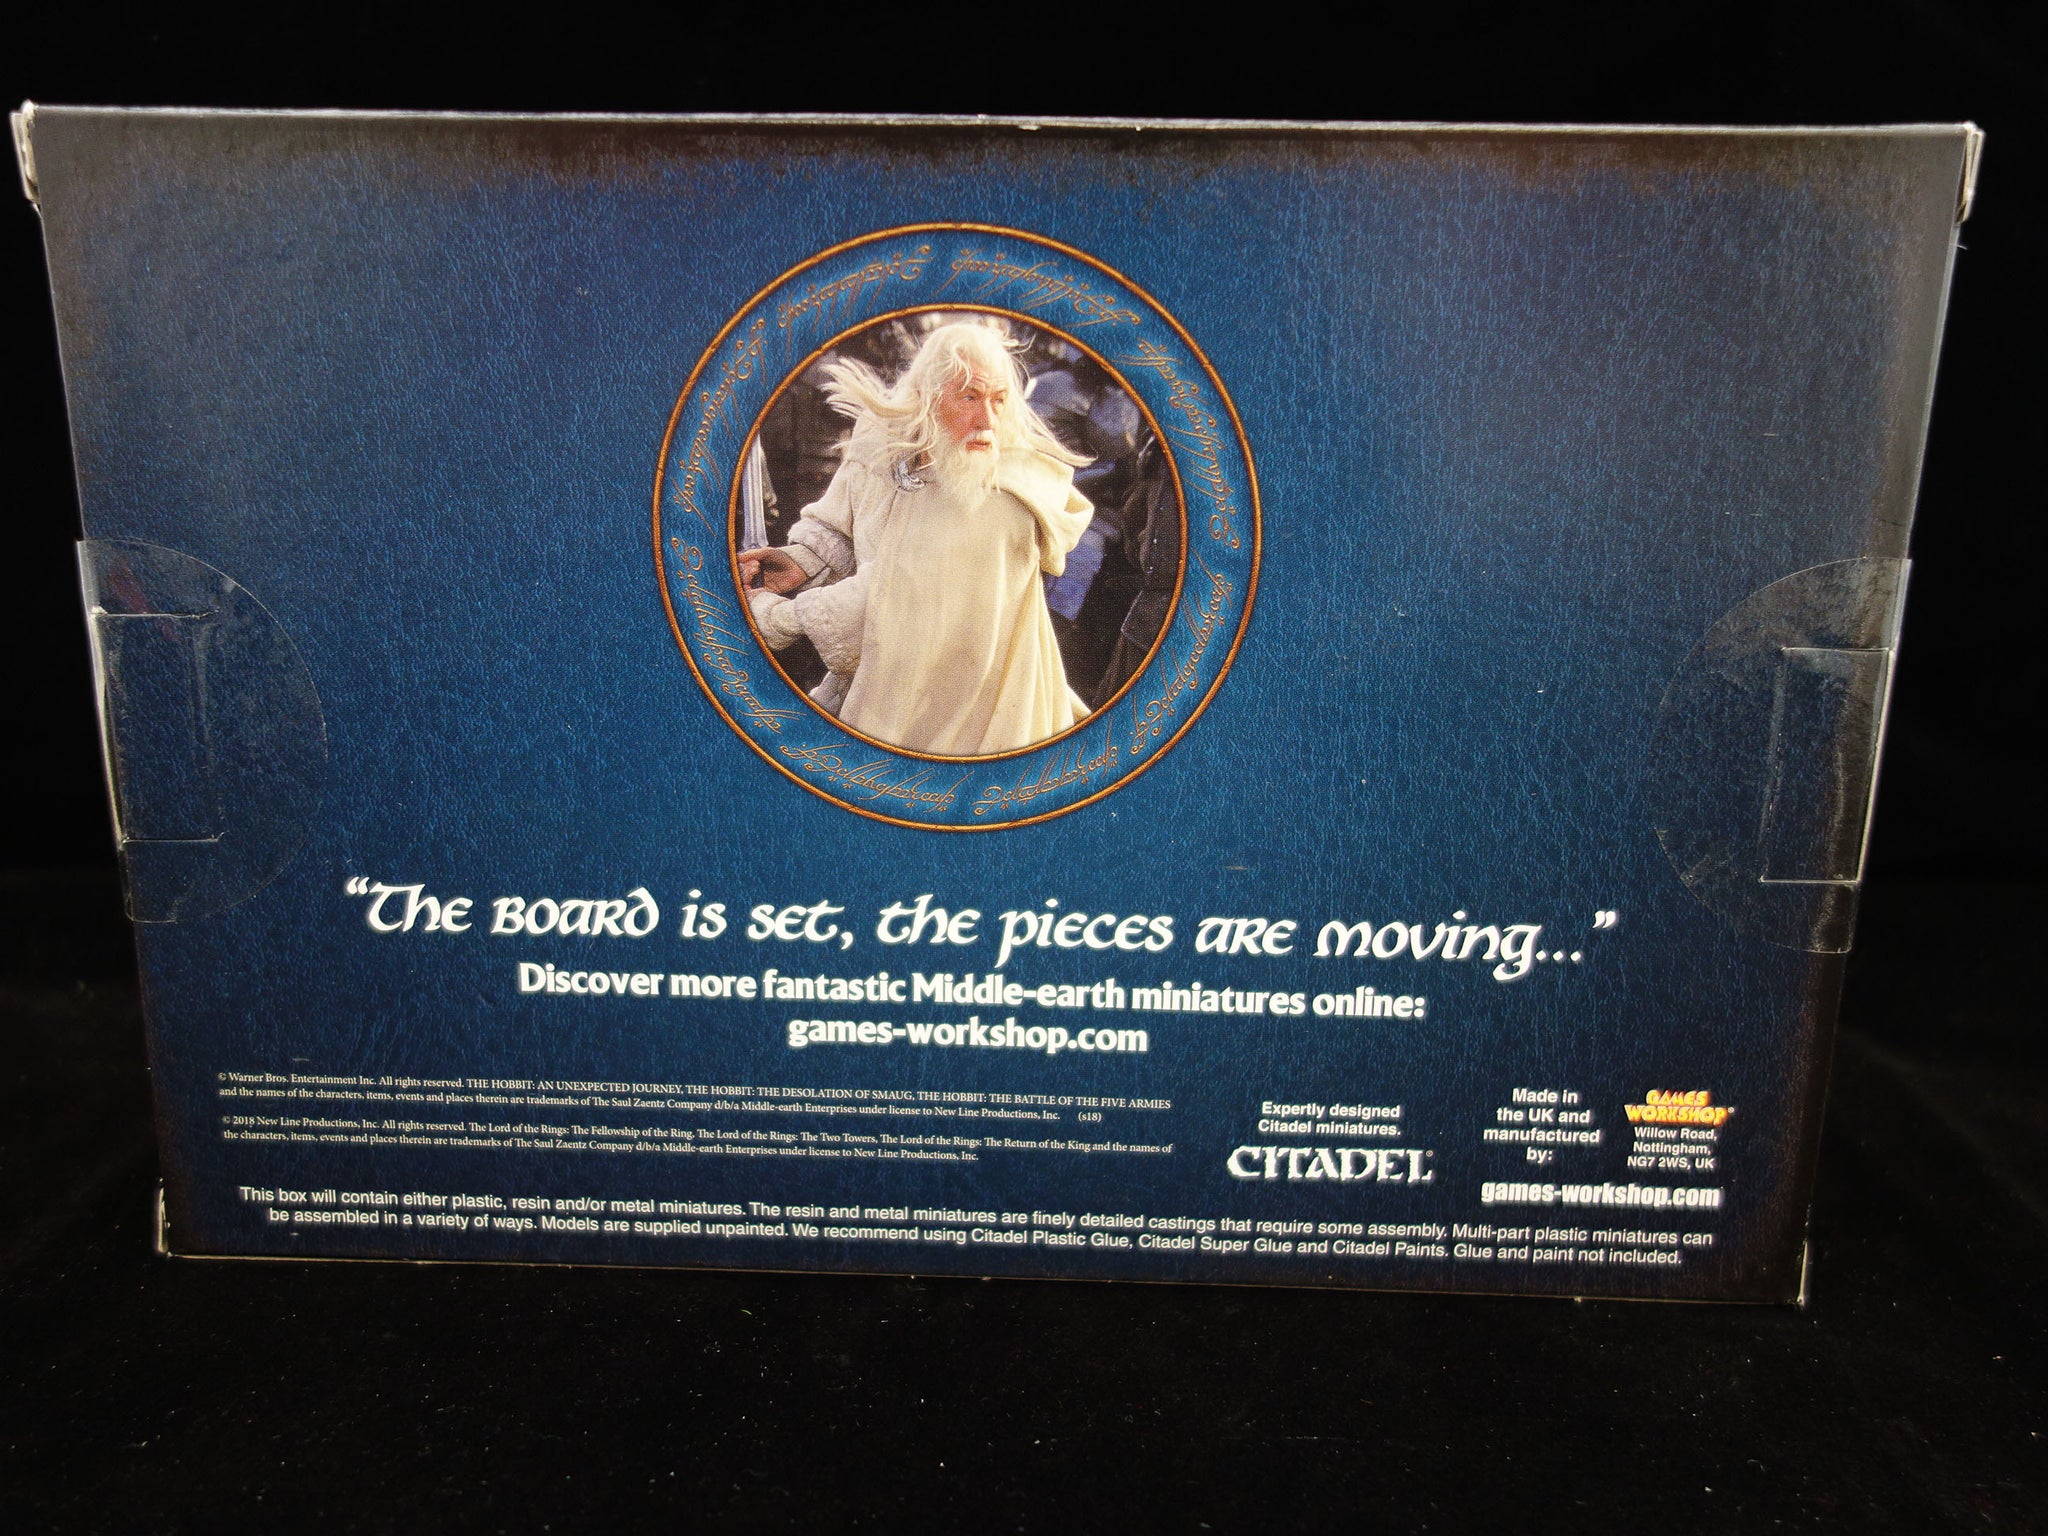 “The Board is set, the pieces are moving...”
Discover more fantastic Middle-earth miniatures online:
games-workshop.com
© Warner Bros. Entertainment Inc. All rights reserved. THE HOBBIT: AN UNEXPECTED JOURNEY, THE HOBBIT: THE DESOLATION OF SMAUG, THE HOBBIT: THE BATTLE OF THE FIVE ARMIES
and the names of the characters, items, events and places therein are trademarks of The Saul Zaentz Company d/b/a Middle-earth Enterprises under license to New Line Productions, Inc. (s18)
© 2018 New Line Productions, Inc. All rights reserved. The Lord of the Rings: The Fellowship of the Ring, The Lord of the Rings: The Two Towers, The Lord of the Rings: The Return of the King and the names of
the characters, items, events and places therein are trademarks of The Saul Zaentz Company d/b/a Middle-earth Enterprises under license to New Line Productions, Inc.
Expertly designed
Citadel miniatures.
CITADEL
Made in
the UK and
manufactured
by:
GAMES
WORKSHOP®
Willow Road,
Nottingham,
NG7 2WS, UK
games-workshop.com
This box will contain either plastic, resin and/or metal miniatures. The resin and metal miniatures are finely detailed castings that require some assembly. Multi-part plastic miniatures can
be assembled in a variety of ways. Models are supplied unpainted. We recommend using Citadel Plastic Glue, Citadel Super Glue and Citadel Paints. Glue and paint not included.